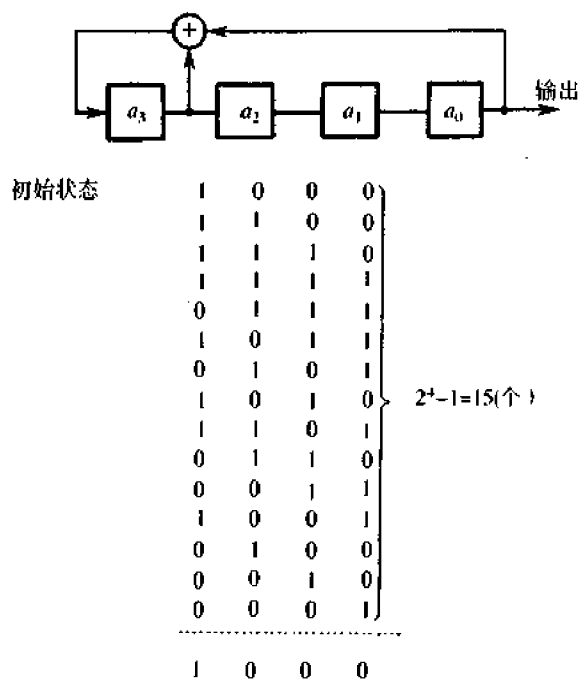 +
a₃ a₂ a₁ a₀ 输出
初始状态 1 0 0 0
1 1 0 0
1 1 1 0
1 1 1 1
0 1 1 1
1 0 1 1
0 1 0 1
1 0 1 0
2⁴-1=15(个)
1 1 0 1
0 1 1 0
0 0 1 1
1 0 0 1
0 1 0 0
0 0 1 0
0 0 0 1
1 0 0 0